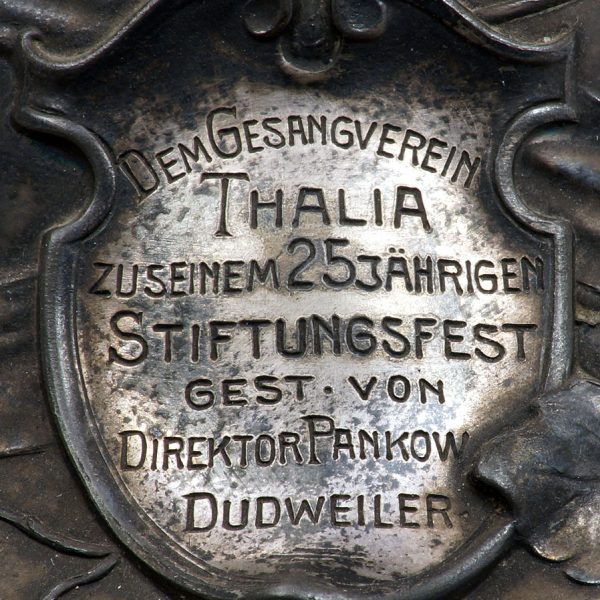 DEM GESANGVEREIN
THALIA
ZU SEINEM 25 JÄHRIGEN
STIFTUNGSFEST
GEST. VON
DIREKTOR PANKOW
DUDWEILER